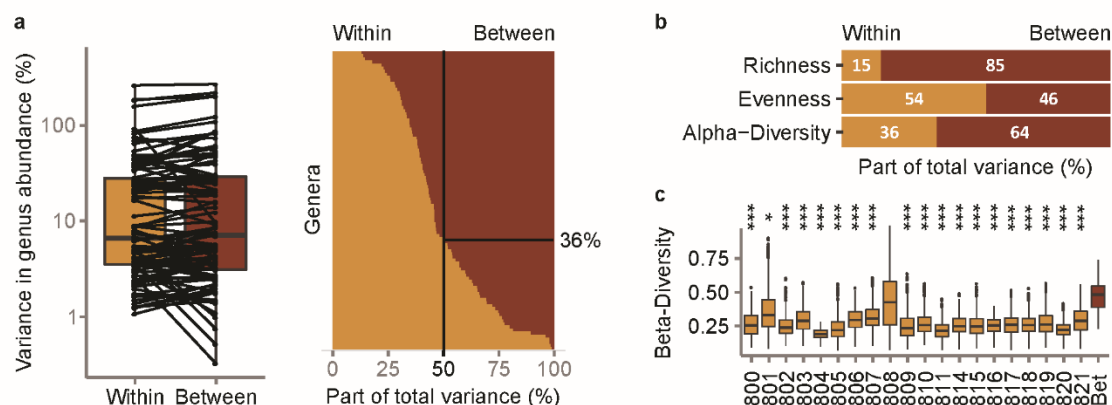 a
Variance in genus abundance (%)
100
10
1
Within Between
Within Between
Genera
36%
0 25 50 75 100
Part of total variance (%)
b
Within Between
Richness 15 85
Evenness 54 46
Alpha–Diversity 36 64
Part of total variance (%)
c
*** * *** *** *** *** *** *** *** *** *** *** *** *** *** *** *** *** ***
Beta–Diversity
0.75
0.50
0.25
800 801 802 803 804 805 806 807 808 809 810 811 814 815 816 817 818 819 820 821 Bet